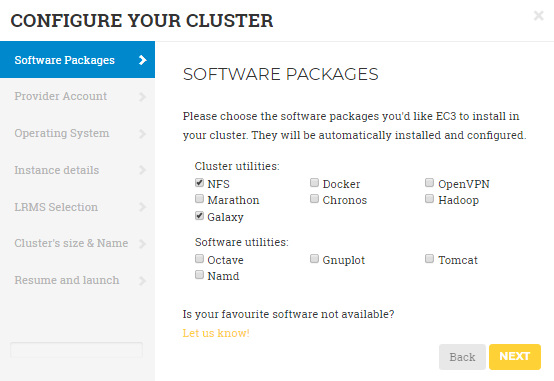 CONFIGURE YOUR CLUSTER
×
Software Packages
Provider Account
Operating System
Instance details
LRMS Selection
Cluster's size & Name
Resume and launch
SOFTWARE PACKAGES
Please choose the software packages you'd like EC3 to install in
your cluster. They will be automatically installed and configured.
Cluster utilities:
NFS Docker OpenVPN
Marathon Chronos Hadoop
Galaxy
Software utilities:
Octave Gnuplot Tomcat
Namd
Is your favourite software not available?
Let us know!
Back NEXT